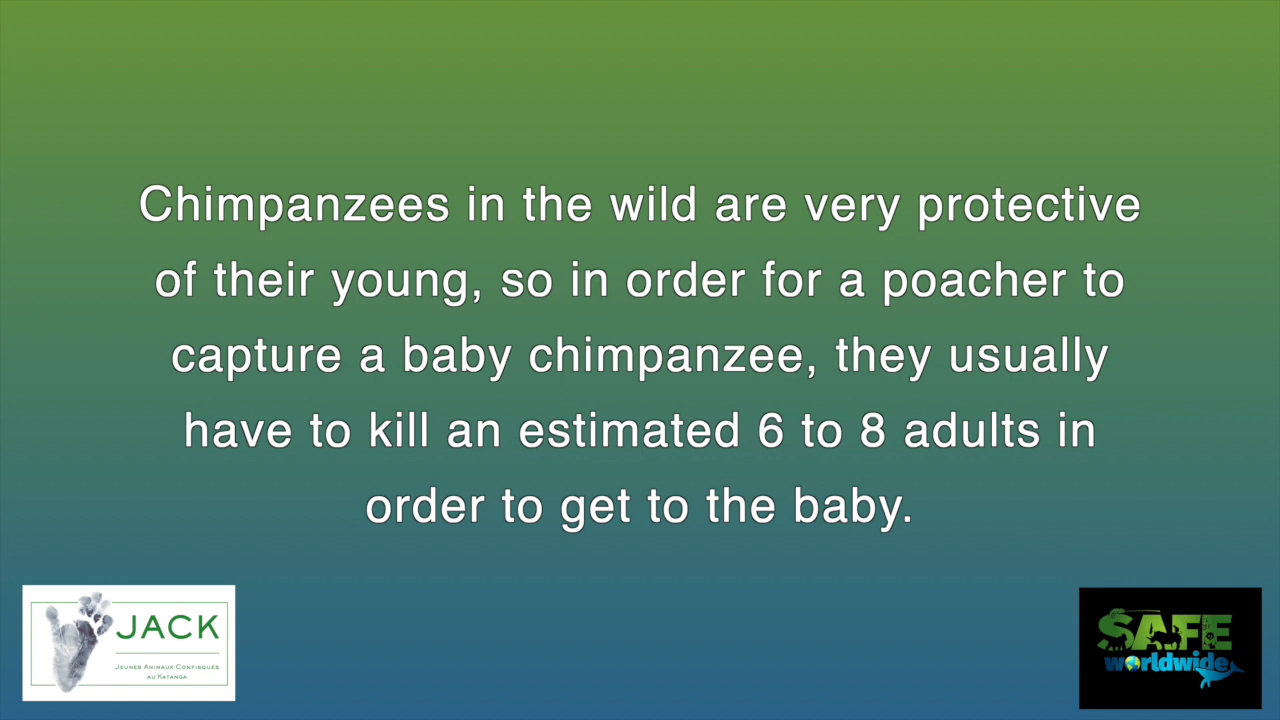 Chimpanzees in the wild are very protective
of their young, so in order for a poacher to
capture a baby chimpanzee, they usually
have to kill an estimated 6 to 8 adults in
order to get to the baby.
JACK
Jeunes Animaux Confisqués
au Katanga
SAFE
worldwide